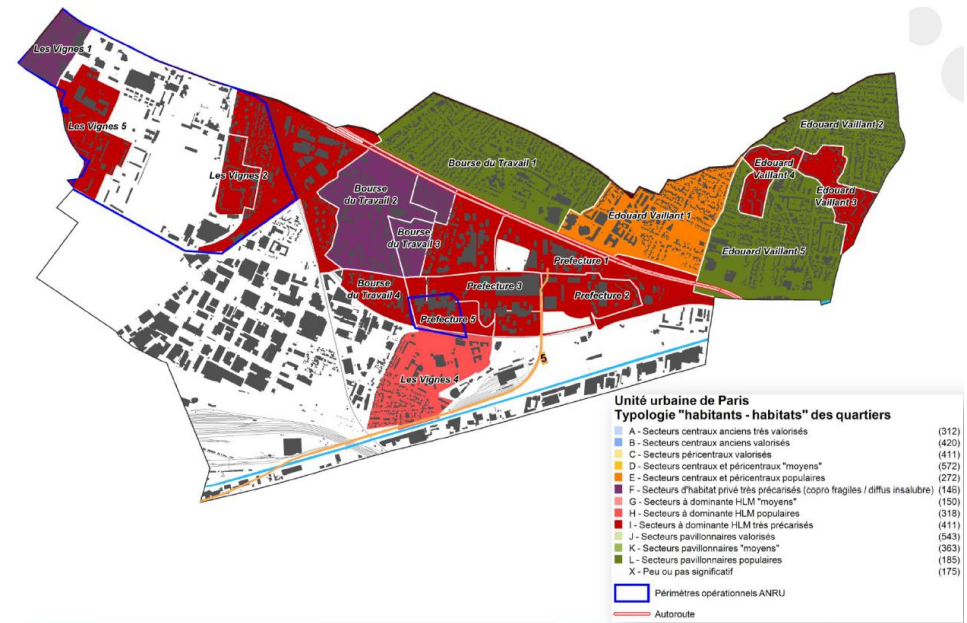 Les Vignes 1
Les Vignes 5
Les Vignes 2
Bourse du Travail 1
Bourse
du Travail 2
Bourse
du Travail 3
Bourse
du Travail 4
Edouard Vaillant 2
Edouard
Vaillant 4
Edouard
Vaillant 3
Edouard Vaillant 1
Edouard Vaillant 5
Préfecture 1
Préfecture 3
Préfecture 2
Préfecture 5
Les Vignes 4
5
Unité urbaine de Paris
Typologie "habitants - habitats" des quartiers
A - Secteurs centraux anciens très valorisés (312)
B - Secteurs centraux anciens valorisés (420)
C - Secteurs péricentraux valorisés (411)
D - Secteurs centraux et péricentraux "moyens" (572)
E - Secteurs centraux et péricentraux populaires (272)
F - Secteurs d'habitat privé très précarisés (copro fragiles / diffus insalubre) (146)
G - Secteurs à dominante HLM "moyens" (150)
H - Secteurs à dominante HLM populaires (318)
I - Secteurs à dominante HLM très précarisés (411)
J - Secteurs pavillonnaires valorisés (543)
K - Secteurs pavillonnaires "moyens" (363)
L - Secteurs pavillonnaires populaires (185)
X - Peu ou pas significatif (175)
Périmètres opérationnels ANRU
Autoroute